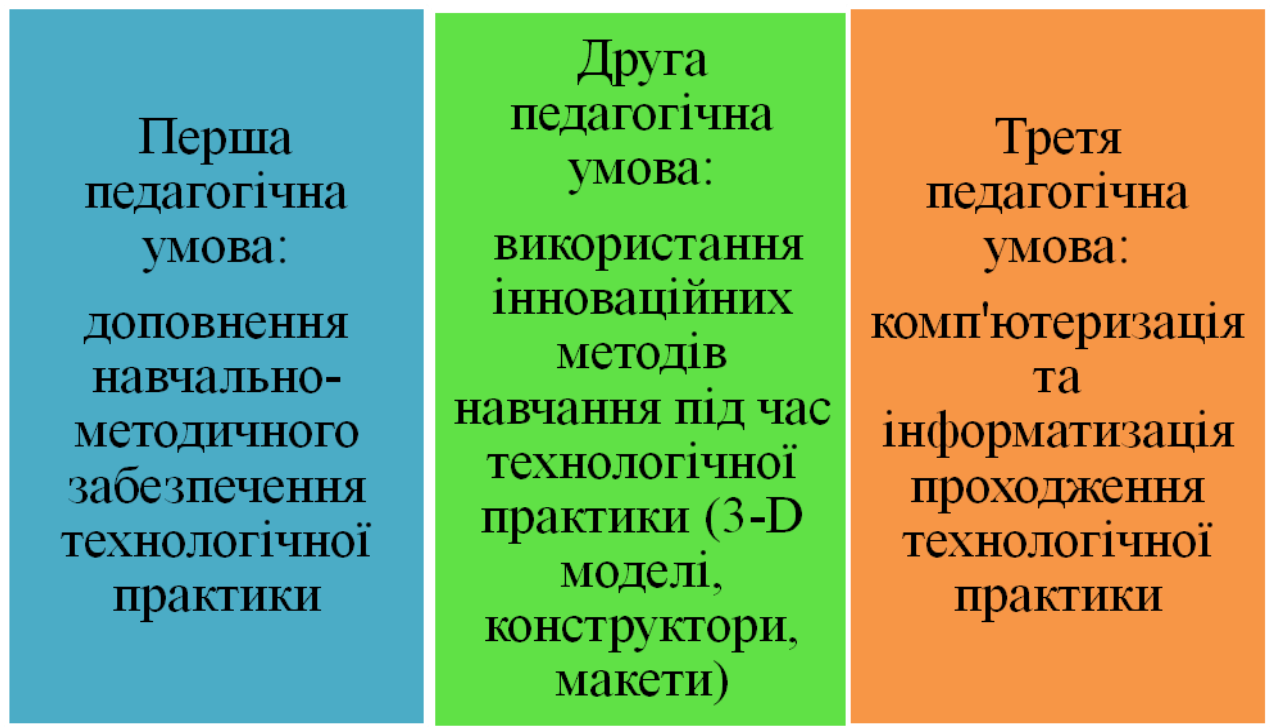 Перша
педагогічна
умова:
доповнення
навчально-
методичного
забезпечення
технологічної
практики
Друга
педагогічна
умова:
використання
інноваційних
методів
навчання під час
технологічної
практики (3-D
моделі,
конструктори,
макети)
Третя
педагогічна
умова:
комп'ютеризація
та
інформатизація
проходження
технологічної
практики